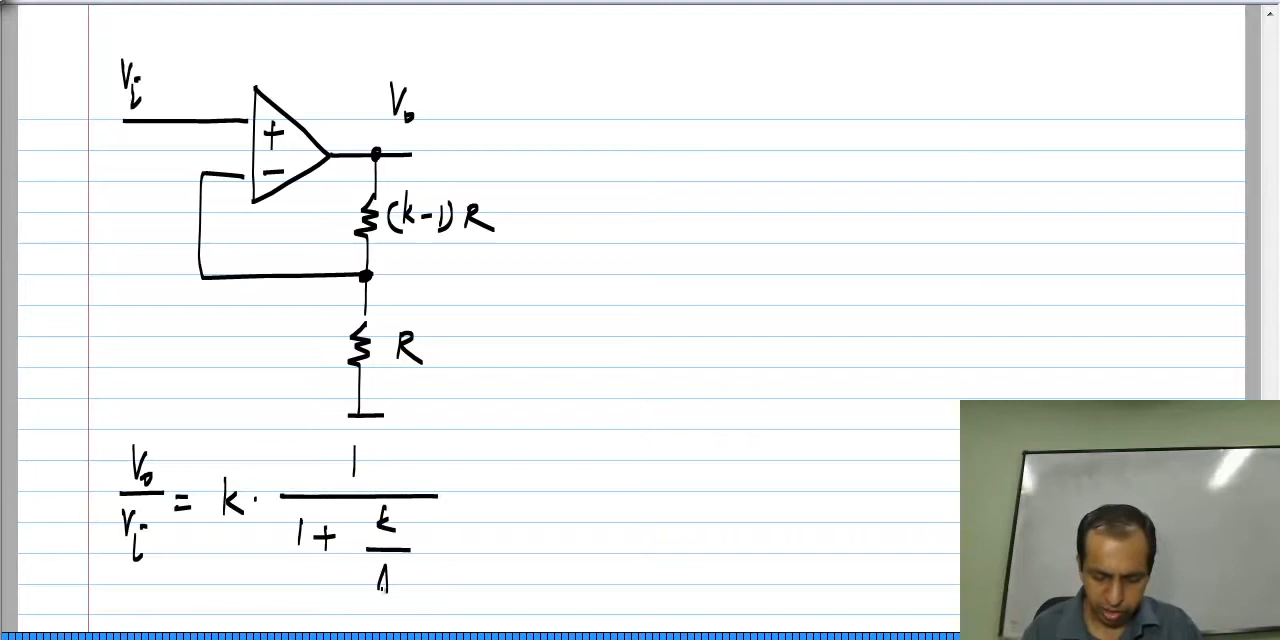 Vi
Vo
+
−
(k-1) R
R
Vo/Vi = k · 1/(1 + k/A)